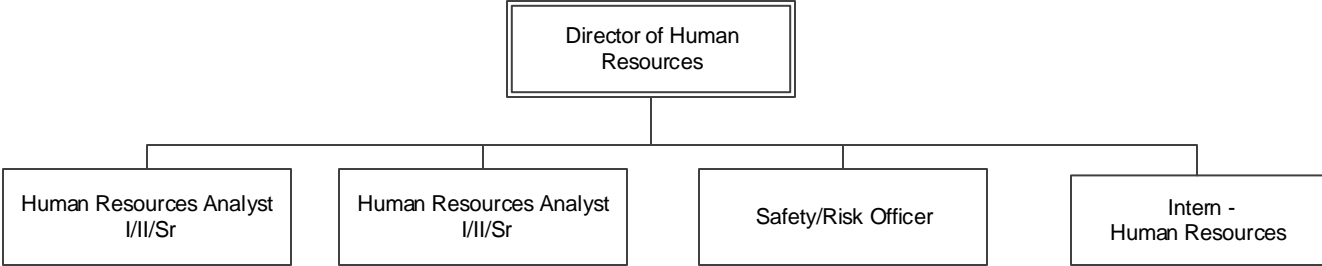 Director of Human
Resources
Human Resources Analyst
I/II/Sr
Human Resources Analyst
I/II/Sr
Safety/Risk Officer
Intern -
Human Resources